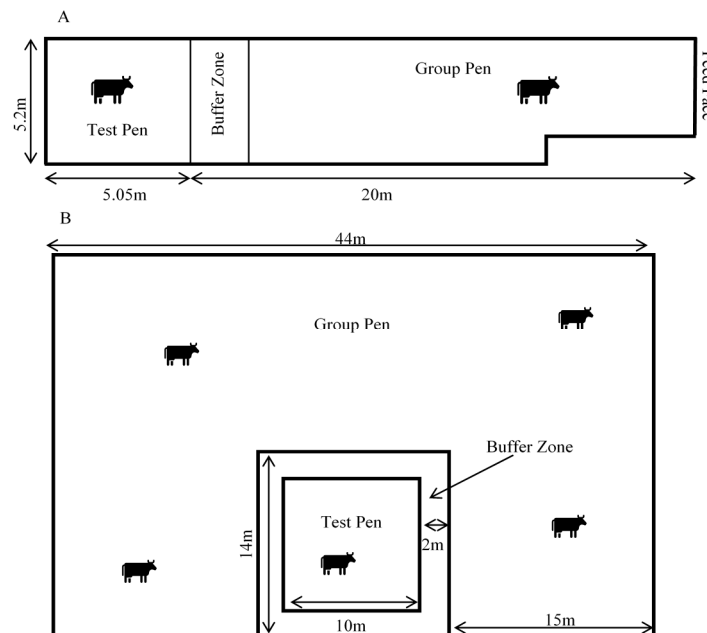 A
Group Pen
Buffer Zone
Test Pen
5.2m
5.05m
20m
B
44m
Group Pen
Buffer Zone
Test Pen
14m
2m
10m
15m